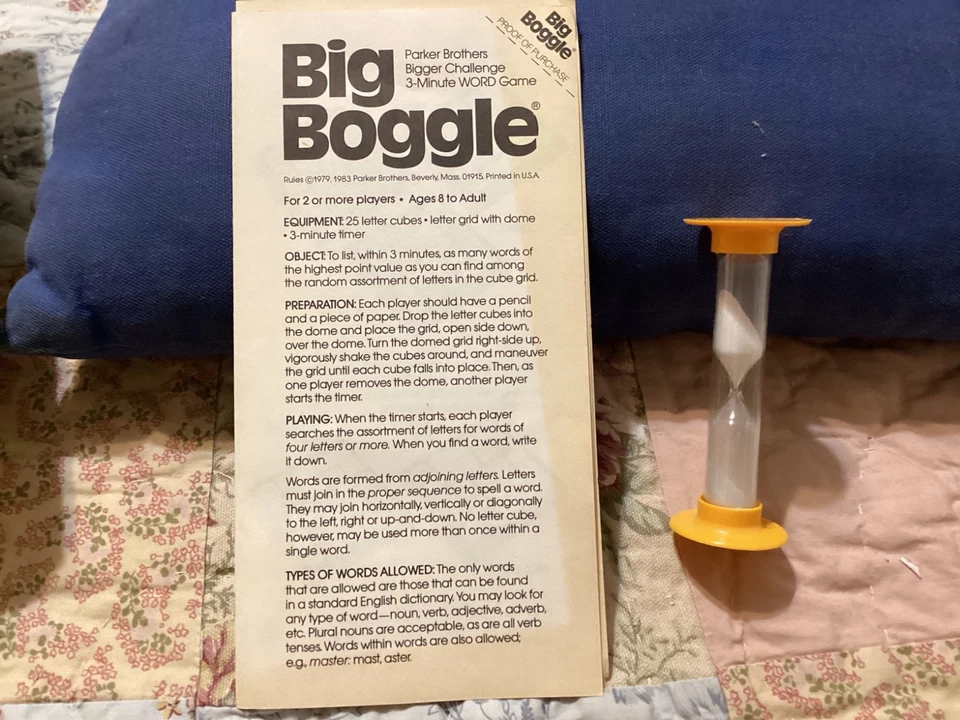 Big
Boggle®
PROOF OF PURCHASE
Big
Boggle®
Parker Brothers
Bigger Challenge
3-Minute WORD Game
Rules ©1979, 1983 Parker Brothers, Beverly, Mass. 01915. Printed in U.S.A.
For 2 or more players • Ages 8 to Adult
EQUIPMENT: 25 letter cubes • letter grid with dome
• 3-minute timer
OBJECT: To list, within 3 minutes, as many words of
the highest point value as you can find among
the random assortment of letters in the cube grid.
PREPARATION: Each player should have a pencil
and a piece of paper. Drop the letter cubes into
the dome and place the grid, open side down,
over the dome. Turn the domed grid right-side up,
vigorously shake the cubes around, and maneuver
the grid until each cube falls into place. Then, as
one player removes the dome, another player
starts the timer.
PLAYING: When the timer starts, each player
searches the assortment of letters for words of
four letters or more. When you find a word, write
it down.
Words are formed from adjoining letters. Letters
must join in the proper sequence to spell a word.
They may join horizontally, vertically or diagonally
to the left, right or up-and-down. No letter cube,
however, may be used more than once within a
single word.
TYPES OF WORDS ALLOWED: The only words
that are allowed are those that can be found
in a standard English dictionary. You may look for
any type of word—noun, verb, adjective, adverb,
etc. Plural nouns are acceptable, as are all verb
tenses. Words within words are also allowed;
e.g., master: mast, aster.